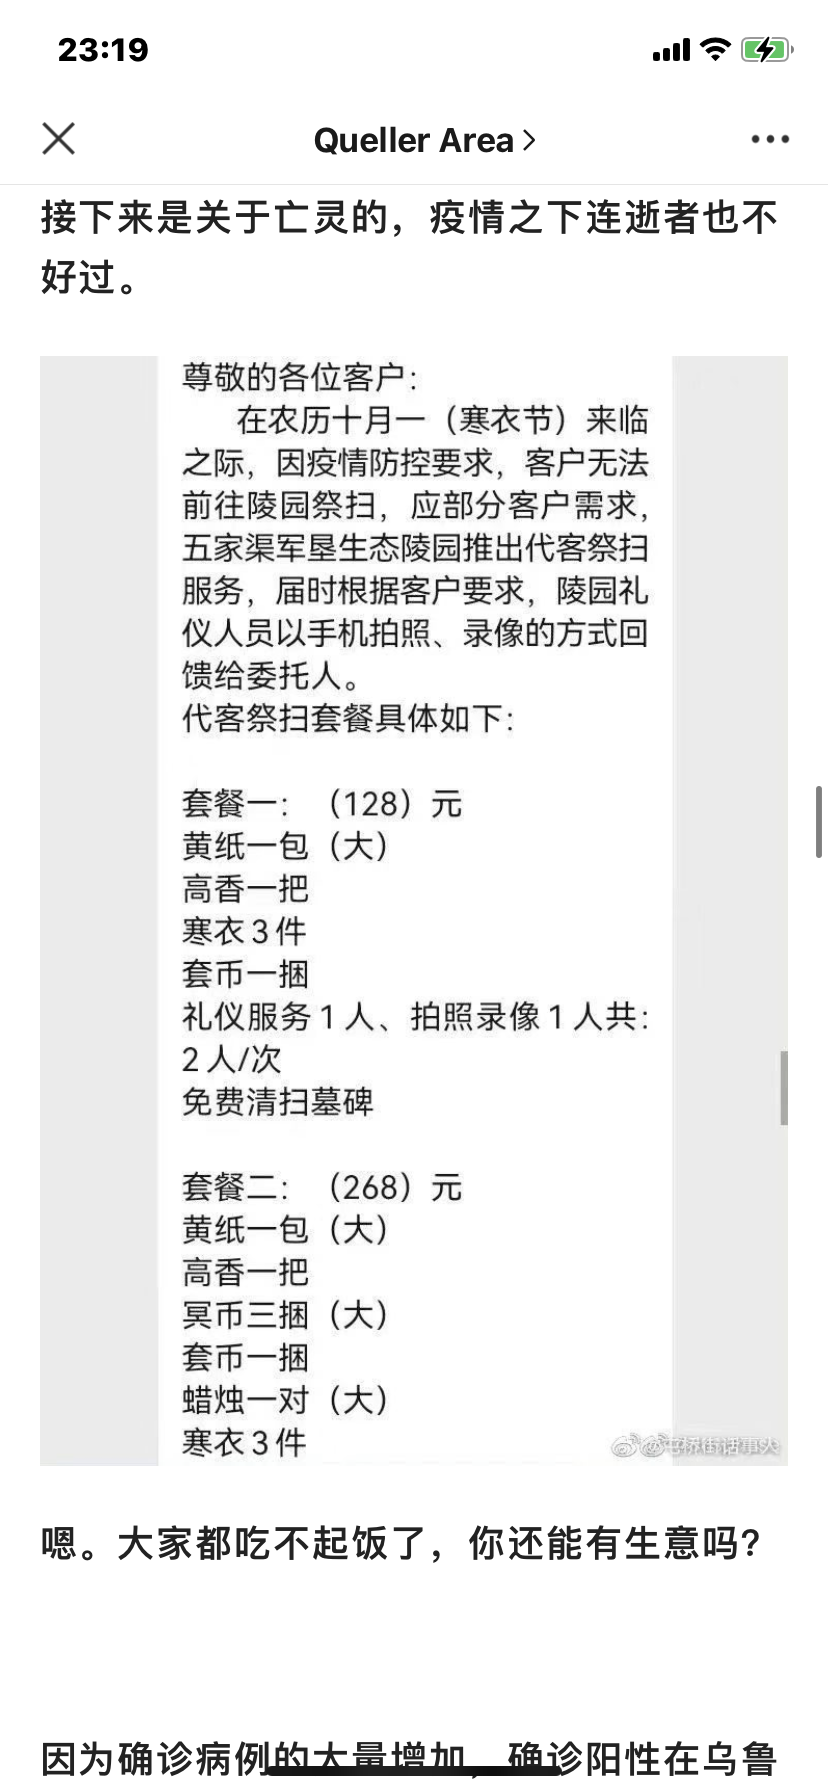 23:19
Queller Area
接下来是关于亡灵的，疫情之下连逝者也不
好过。
尊敬的各位客户：
在农历十月一（寒衣节）来临
之际，因疫情防控要求，客户无法
前往陵园祭扫，应部分客户需求，
五家渠军垦生态陵园推出代客祭扫
服务，届时根据客户要求，陵园礼
仪人员以手机拍照、录像的方式回
馈给委托人。
代客祭扫套餐具体如下：
套餐一：（128）元
黄纸一包（大）
高香一把
寒衣3件
套币一捆
礼仪服务1人、拍照录像1人共：
2人/次
免费清扫墓碑
套餐二：（268）元
黄纸一包（大）
高香一把
冥币三捆（大）
套币一捆
蜡烛一对（大）
寒衣3件
嗯。大家都吃不起饭了，你还能有生意吗？
因为确诊病例的大量增加，确诊阳性在乌鲁